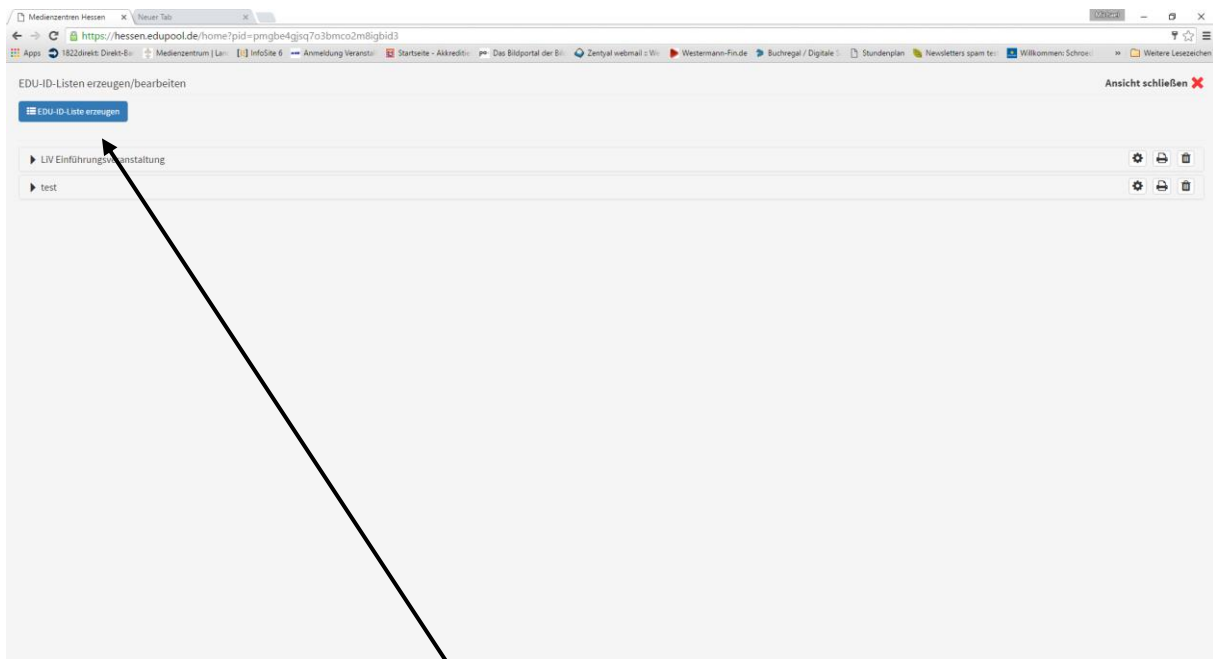 Medienzentren Hessen
Neuer Tab
https://hessen.edupool.de/home?pid=pmgbe4gjsq7o3bmco2m8igbid3
Apps 1822direkt: Direkt-Ba Medienzentrum | Lan InfoSite 6 Anmeldung Veransta Startseite - Akkreditie Das Bildportal der Bil Zentyal webmail :: We Westermann-Fin.de Buchregal / Digitale S Stundenplan Newsletters spam tes Willkommen: Schroe » Weitere Lesezeichen
EDU-ID-Listen erzeugen/bearbeiten
Ansicht schließen
EDU-ID-Liste erzeugen
LiV Einführungsveranstaltung
test